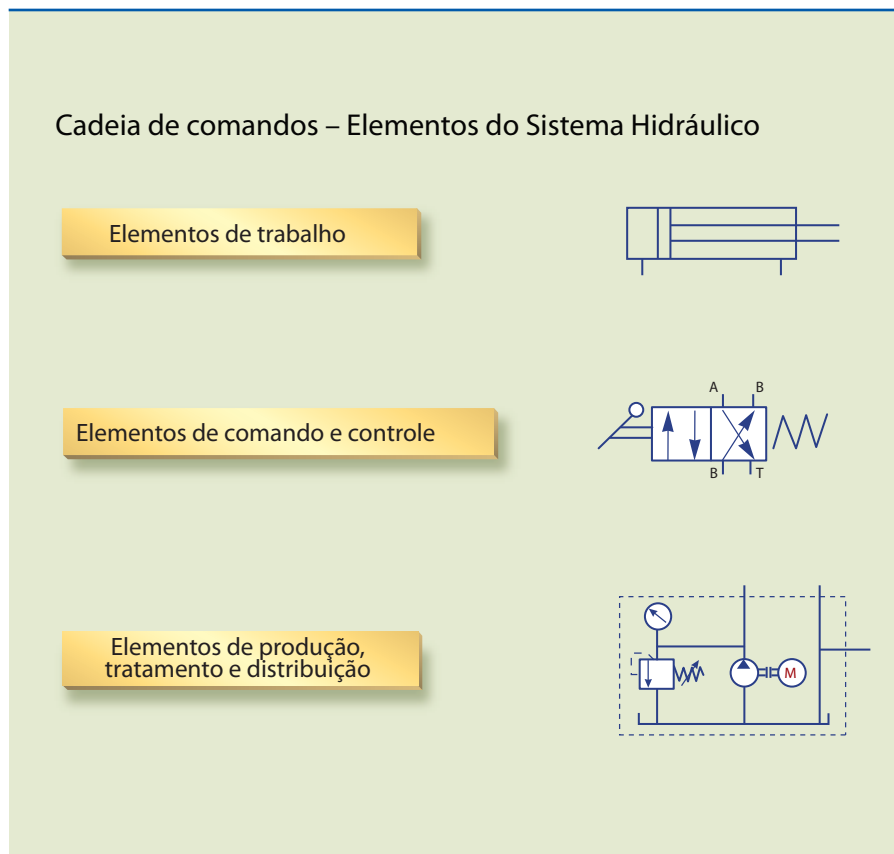 Cadeia de comandos – Elementos do Sistema Hidráulico
Elementos de trabalho
Elementos de comando e controle
A B
B T
Elementos de produção,
tratamento e distribuição
M